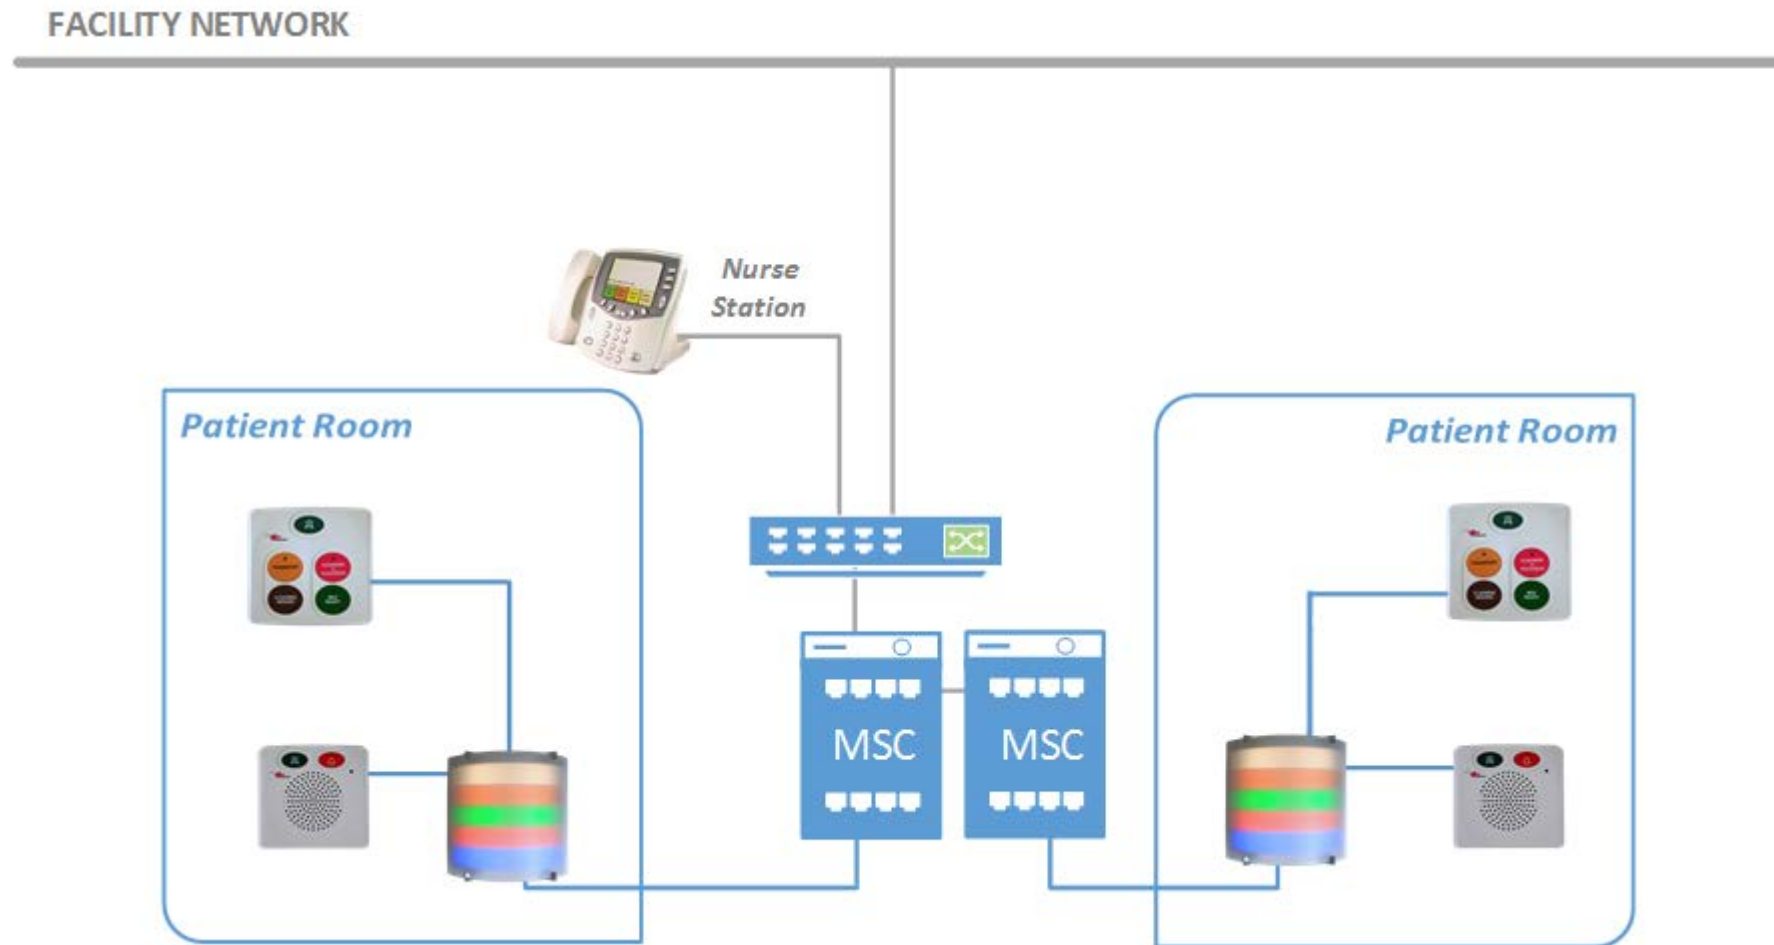 FACILITY NETWORK
Nurse
Station
Patient Room
Patient Room
MSC
MSC